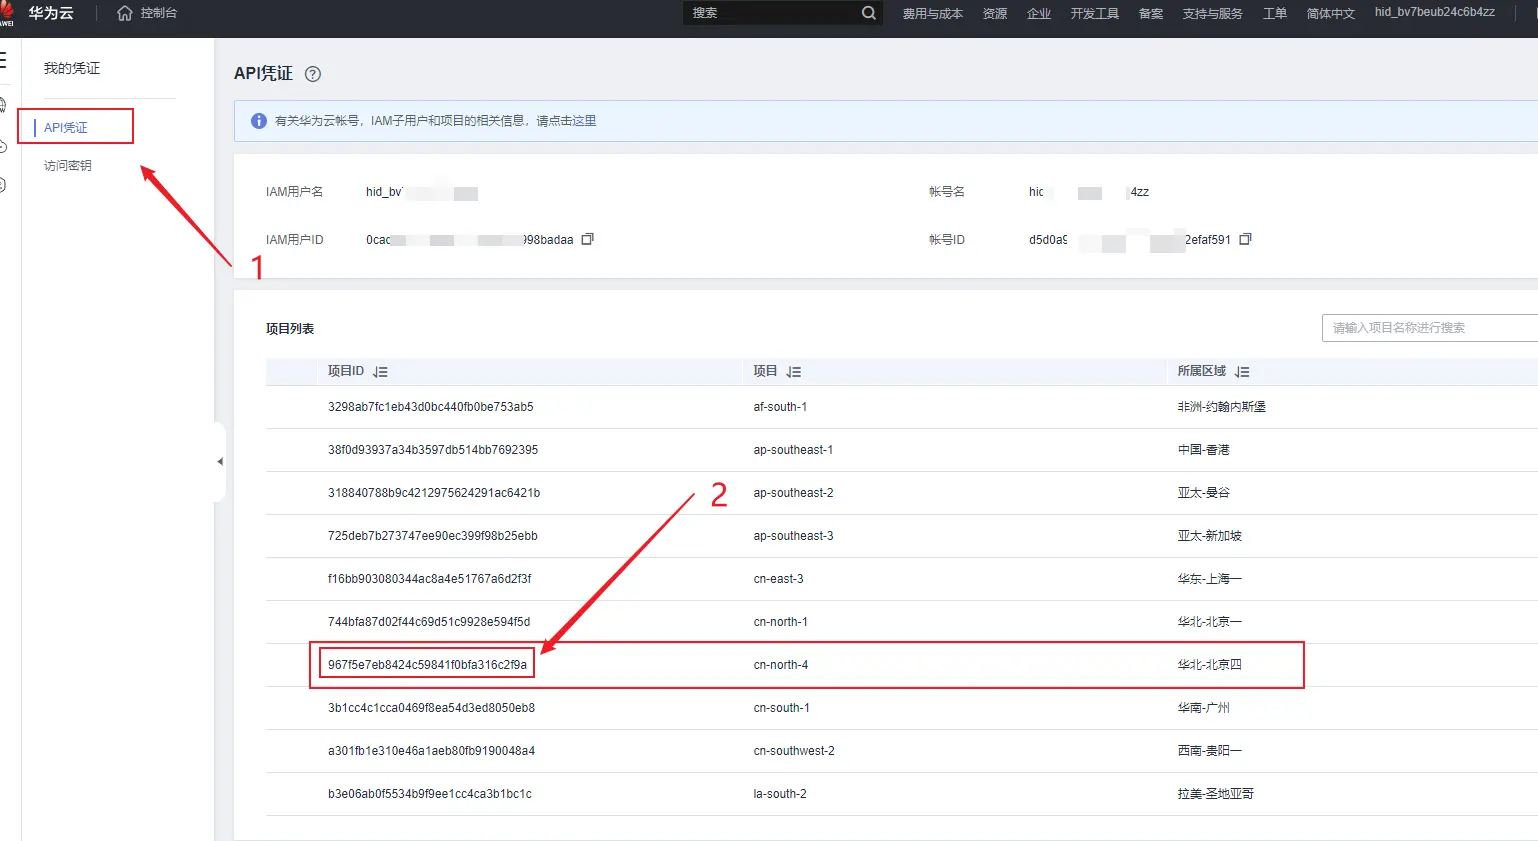 华为云 控制台 搜索 费用与成本 资源 企业 开发工具 备案 支持与服务 工单 简体中文 hid_bv7beub24c6b4zz
我的凭证
API凭证
访问密钥
1
API凭证 ?
有关华为云帐号，IAM子用户和项目的相关信息，请点击这里
IAM用户名 hid_bv 帐号名 hid 4zz
IAM用户ID 0cac 998badaa 帐号ID d5d0a9 2efaf591
项目列表 请输入项目名称进行搜索
项目ID 项目 所属区域
3298ab7fc1eb43d0bc440fb0be753ab5 af-south-1 非洲-约翰内斯堡
38f0d93937a34b3597db514bb7692395 ap-southeast-1 中国-香港
318840788b9c4212975624291ac6421b ap-southeast-2 亚太-曼谷
2
725deb7b273747ee90ec399f98b25ebb ap-southeast-3 亚太-新加坡
f16bb903080344ac8a4e51767a6d2f3f cn-east-3 华东-上海一
744bfa87d02f44c69d51c9928e594f5d cn-north-1 华北-北京一
967f5e7eb8424c59841f0bfa316c2f9a cn-north-4 华北-北京四
3b1cc4c1cca0469f8ea54d3ed8050eb8 cn-south-1 华南-广州
a301fb1e310e46a1aeb80fb9190048a4 cn-southwest-2 西南-贵阳一
b3e06ab0f5534b9f9ee1cc4ca3b1bc1c la-south-2 拉美-圣地亚哥